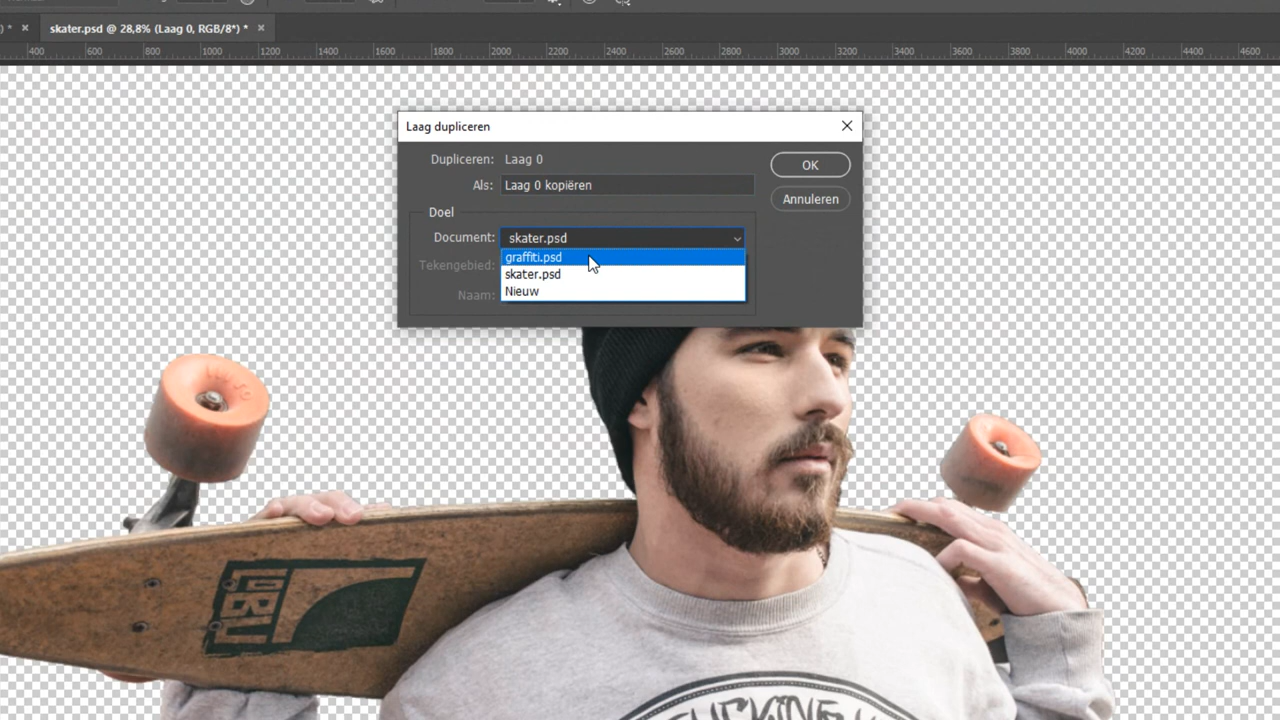 skater.psd @ 28,8% (Laag 0, RGB/8*) *
400 600 800 1000 1200 1400 1600 1800 2000 2200 2400 2600 2800 3000 3200 3400 3600 3800 4000 4200 4400 4600
Laag dupliceren
Dupliceren: Laag 0
OK
Als: Laag 0 kopiëren
Annuleren
Doel
Document: skater.psd
graffiti.psd
Tekengebied:
skater.psd
Naam:
Nieuw